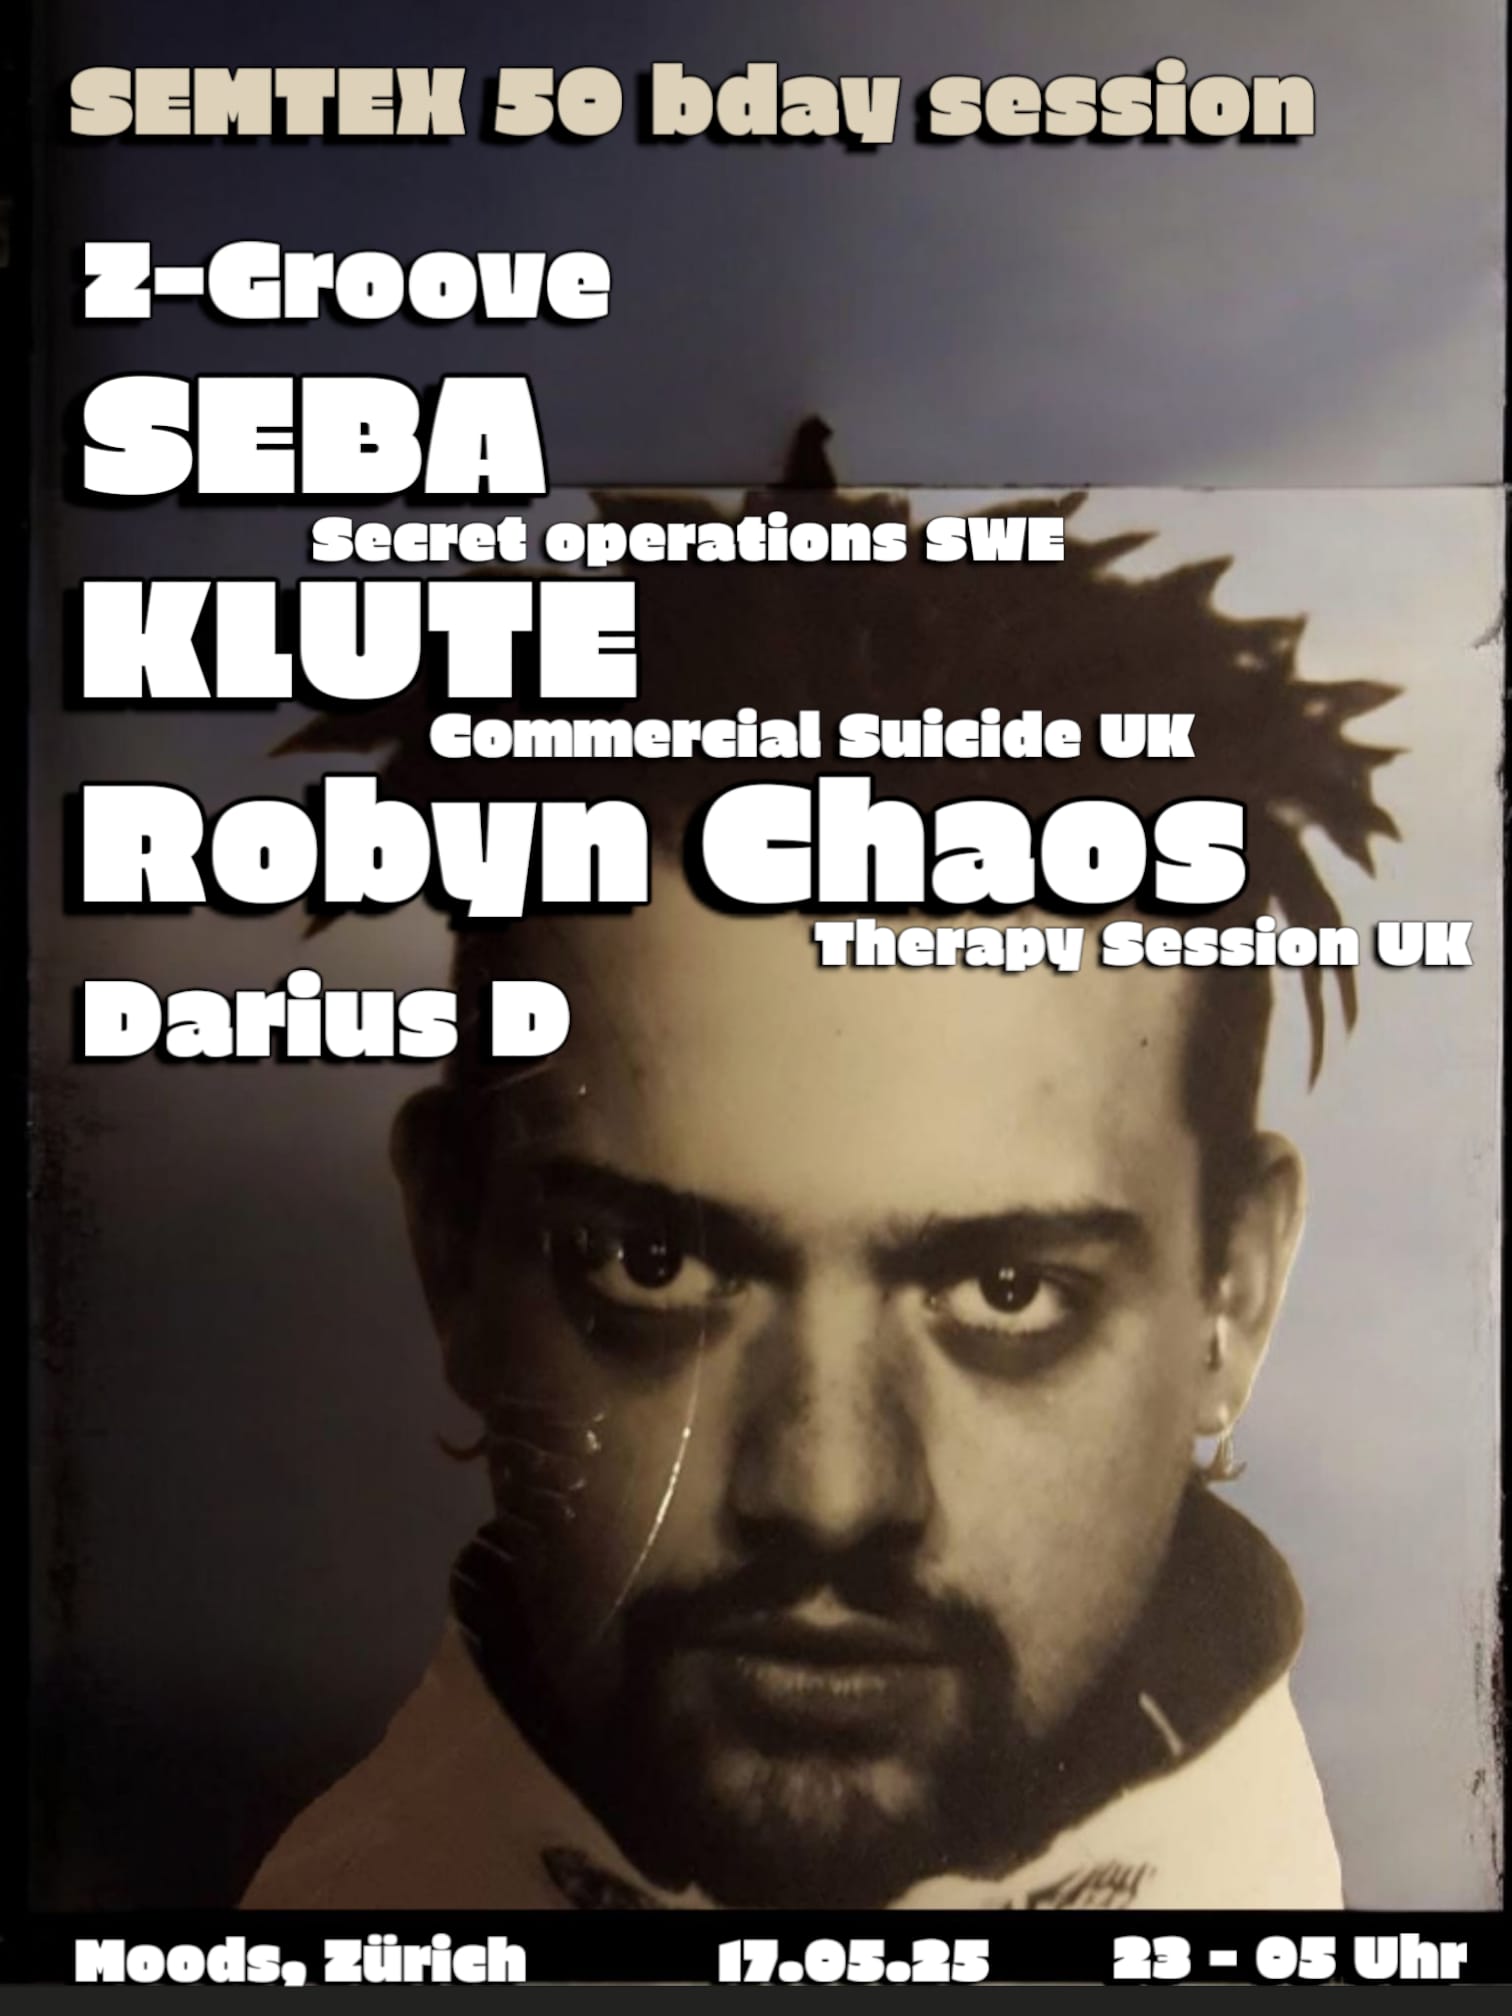 SEMTEX 50 bday session
Z-Groove
SEBA
Secret operations SWE
KLUTE
Commercial Suicide UK
Robyn Chaos
Therapy Session UK
Darius D
Moods, Zürich 17.05.25 23 - 05 Uhr